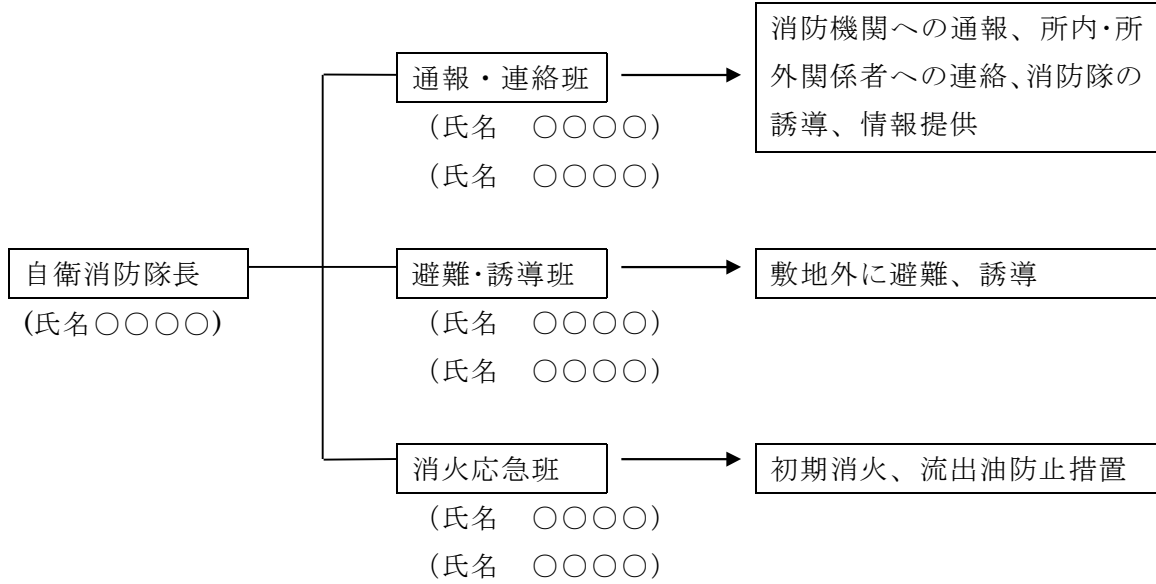 通報・連絡班
(氏名 ○○○○)
(氏名 ○○○○)
消防機関への通報、所内・所
外関係者への連絡、消防隊の
誘導、情報提供
自衛消防隊長
(氏名○○○○)
避難・誘導班
(氏名 ○○○○)
(氏名 ○○○○)
敷地外に避難、誘導
消火応急班
(氏名 ○○○○)
(氏名 ○○○○)
初期消火、流出油防止措置